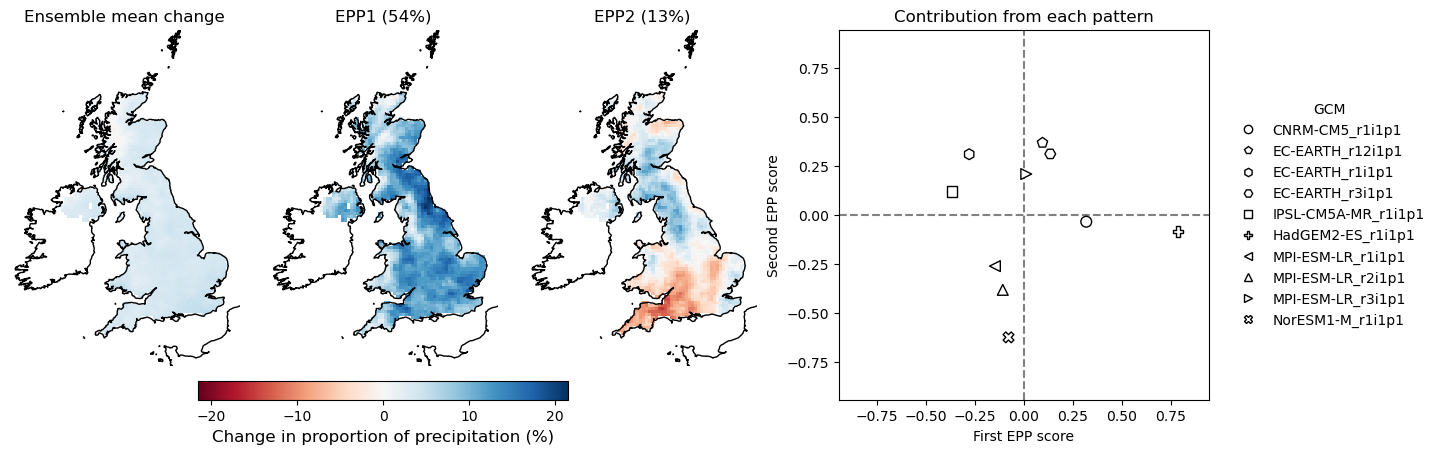 Ensemble mean change
EPP1 (54%)
EPP2 (13%)
Contribution from each pattern
−20
−10
0
10
20
Change in proportion of precipitation (%)
0.75
0.50
0.25
0.00
−0.25
−0.50
−0.75
Second EPP score
−0.75
−0.50
−0.25
0.00
0.25
0.50
0.75
First EPP score
GCM
CNRM-CM5_r1i1p1
EC-EARTH_r12i1p1
EC-EARTH_r1i1p1
EC-EARTH_r3i1p1
IPSL-CM5A-MR_r1i1p1
HadGEM2-ES_r1i1p1
MPI-ESM-LR_r1i1p1
MPI-ESM-LR_r2i1p1
MPI-ESM-LR_r3i1p1
NorESM1-M_r1i1p1